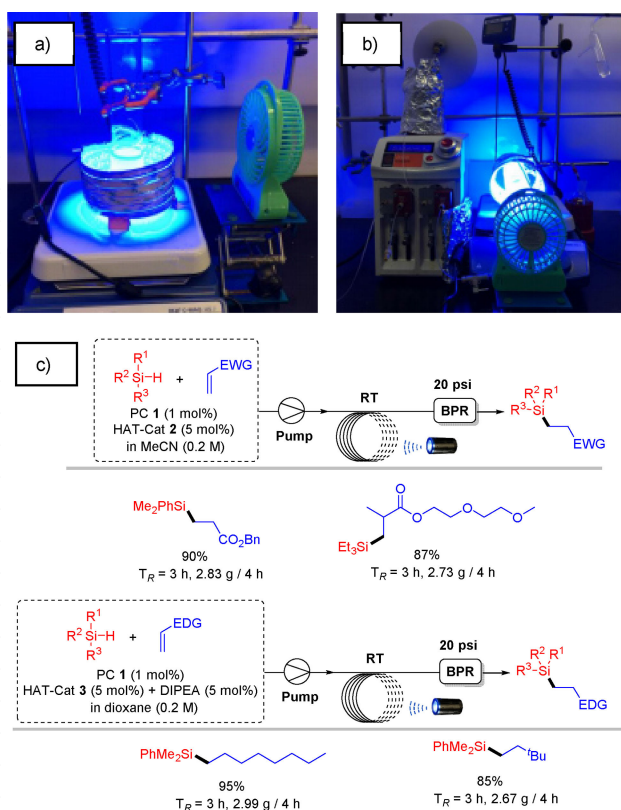 a)
b)
c)
R¹
R² Si–H
R³
+
EWG
PC 1 (1 mol%)
HAT-Cat 2 (5 mol%)
in MeCN (0.2 M)
Pump
RT
20 psi
BPR
R² R¹
R³–Si
EWG
Me₂PhSi
CO₂Bn
90%
T_R = 3 h, 2.83 g / 4 h
O
O
O
O
Et₃Si
87%
T_R = 3 h, 2.73 g / 4 h
R¹
R² Si–H
R³
+
EDG
PC 1 (1 mol%)
HAT-Cat 3 (5 mol%) + DIPEA (5 mol%)
in dioxane (0.2 M)
Pump
RT
20 psi
BPR
R² R¹
R³–Si
EDG
PhMe₂Si
95%
T_R = 3 h, 2.99 g / 4 h
PhMe₂Si
ᵗBu
85%
T_R = 3 h, 2.67 g / 4 h